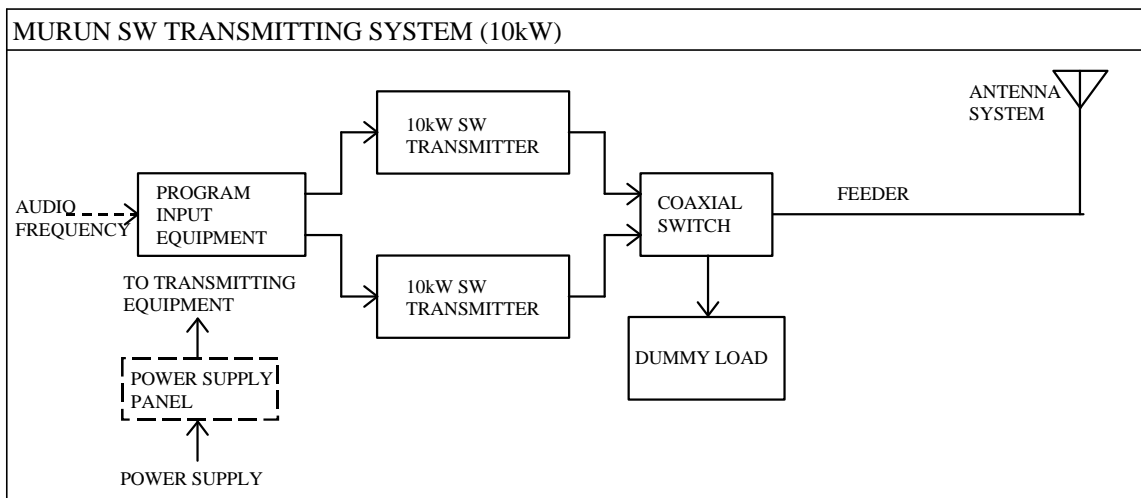 MURUN SW TRANSMITTING SYSTEM (10kW)
ANTENNA
SYSTEM
10kW SW
TRANSMITTER
PROGRAM
INPUT
EQUIPMENT
AUDIO
FREQUENCY
COAXIAL
SWITCH
FEEDER
TO TRANSMITTING
EQUIPMENT
10kW SW
TRANSMITTER
DUMMY LOAD
POWER SUPPLY
PANEL
POWER SUPPLY